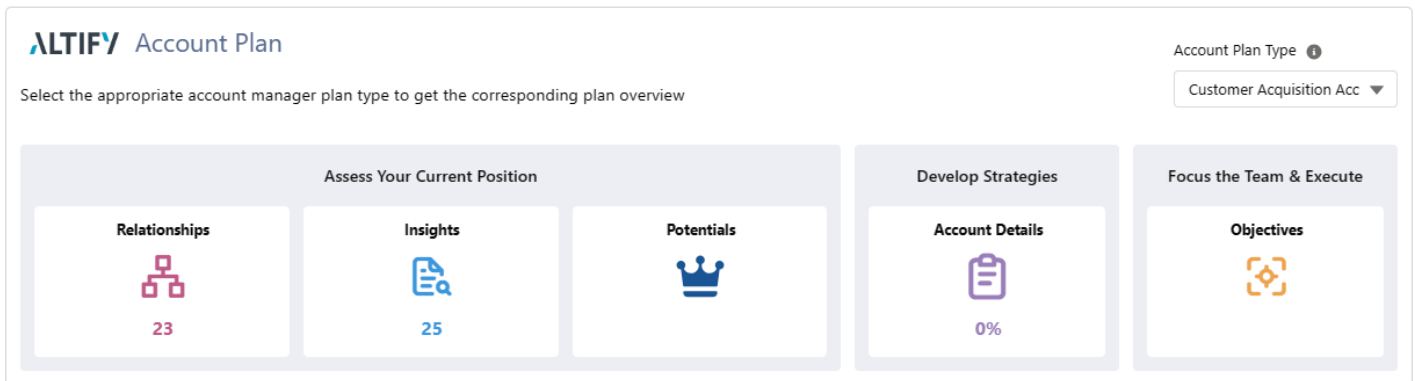 ALTIFY Account Plan
Account Plan Type
Select the appropriate account manager plan type to get the corresponding plan overview
Customer Acquisition Acc
Assess Your Current Position
Relationships
23
Insights
25
Potentials
Develop Strategies
Account Details
0%
Focus the Team & Execute
Objectives